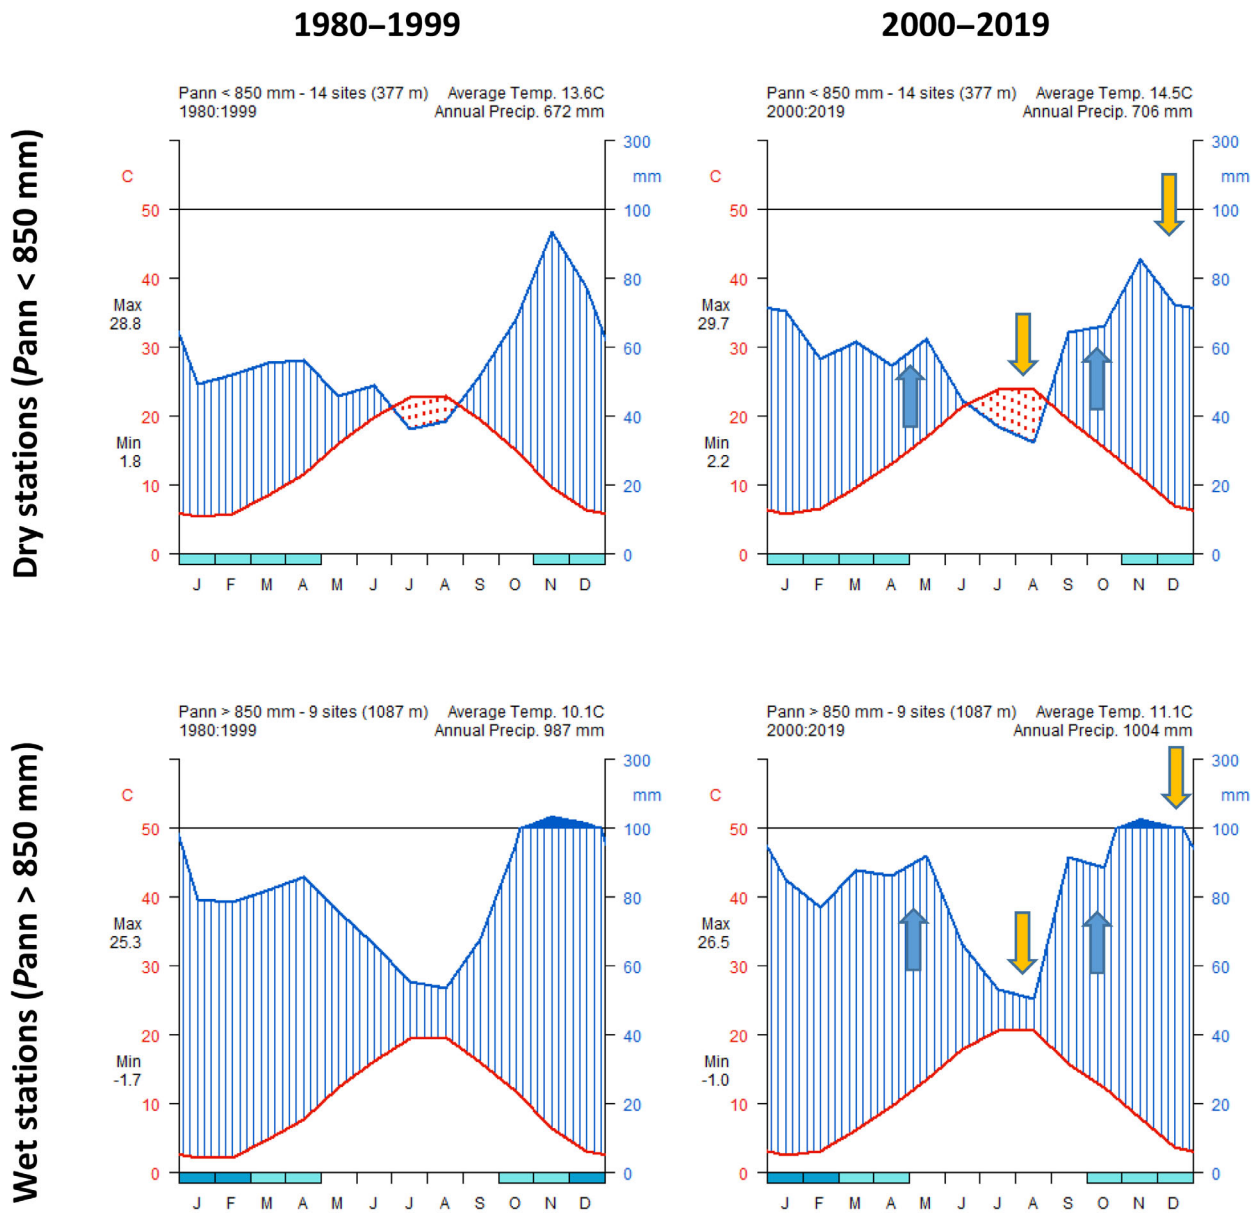 1980–1999
2000–2019
Dry stations (Pann < 850 mm)
Pann < 850 mm - 14 sites (377 m) Average Temp. 13.6C
1980:1999 Annual Precip. 672 mm
C
300
mm
50
100
40
80
Max
28.8
30
60
20
40
Min
1.8
10
20
0
0
J F M A M J J A S O N D
Pann < 850 mm - 14 sites (377 m) Average Temp. 14.5C
2000:2019 Annual Precip. 706 mm
C
300
mm
50
100
40
80
Max
29.7
30
60
20
40
Min
2.2
10
20
0
0
J F M A M J J A S O N D
Wet stations (Pann > 850 mm)
Pann > 850 mm - 9 sites (1087 m) Average Temp. 10.1C
1980:1999 Annual Precip. 987 mm
C
300
mm
50
100
40
80
Max
25.3
30
60
20
40
Min
-1.7
10
20
0
0
J F M A M J J A S O N D
Pann > 850 mm - 9 sites (1087 m) Average Temp. 11.1C
2000:2019 Annual Precip. 1004 mm
C
300
mm
50
100
40
80
Max
26.5
30
60
20
40
Min
-1.0
10
20
0
0
J F M A M J J A S O N D